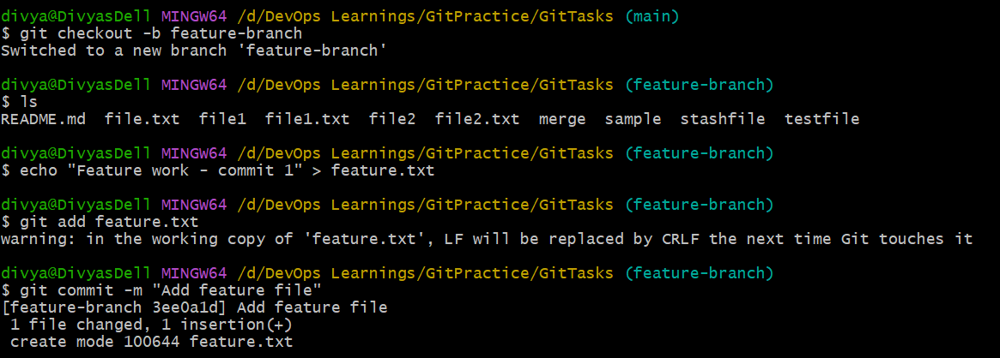 divya@DivyasDell MINGW64 /d/DevOps Learnings/GitPractice/GitTasks (main)
$ git checkout -b feature-branch
Switched to a new branch 'feature-branch'
divya@DivyasDell MINGW64 /d/DevOps Learnings/GitPractice/GitTasks (feature-branch)
$ ls
README.md  file.txt  file1  file1.txt  file2  file2.txt  merge  sample  stashfile  testfile
divya@DivyasDell MINGW64 /d/DevOps Learnings/GitPractice/GitTasks (feature-branch)
$ echo "Feature work - commit 1" > feature.txt
divya@DivyasDell MINGW64 /d/DevOps Learnings/GitPractice/GitTasks (feature-branch)
$ git add feature.txt
warning: in the working copy of 'feature.txt', LF will be replaced by CRLF the next time Git touches it
divya@DivyasDell MINGW64 /d/DevOps Learnings/GitPractice/GitTasks (feature-branch)
$ git commit -m "Add feature file"
[feature-branch 3ee0a1d] Add feature file
 1 file changed, 1 insertion(+)
 create mode 100644 feature.txt